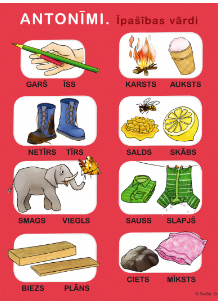 ANTONĪMI. Īpašības vārdi
GARŠ ĪSS
KARSTS AUKSTS
NETĪRS TĪRS
SALDS SKĀBS
SMAGS VIEGLS
SAUSS SLAPJŠ
BIEZS PLĀNS
CIETS MĪKSTS